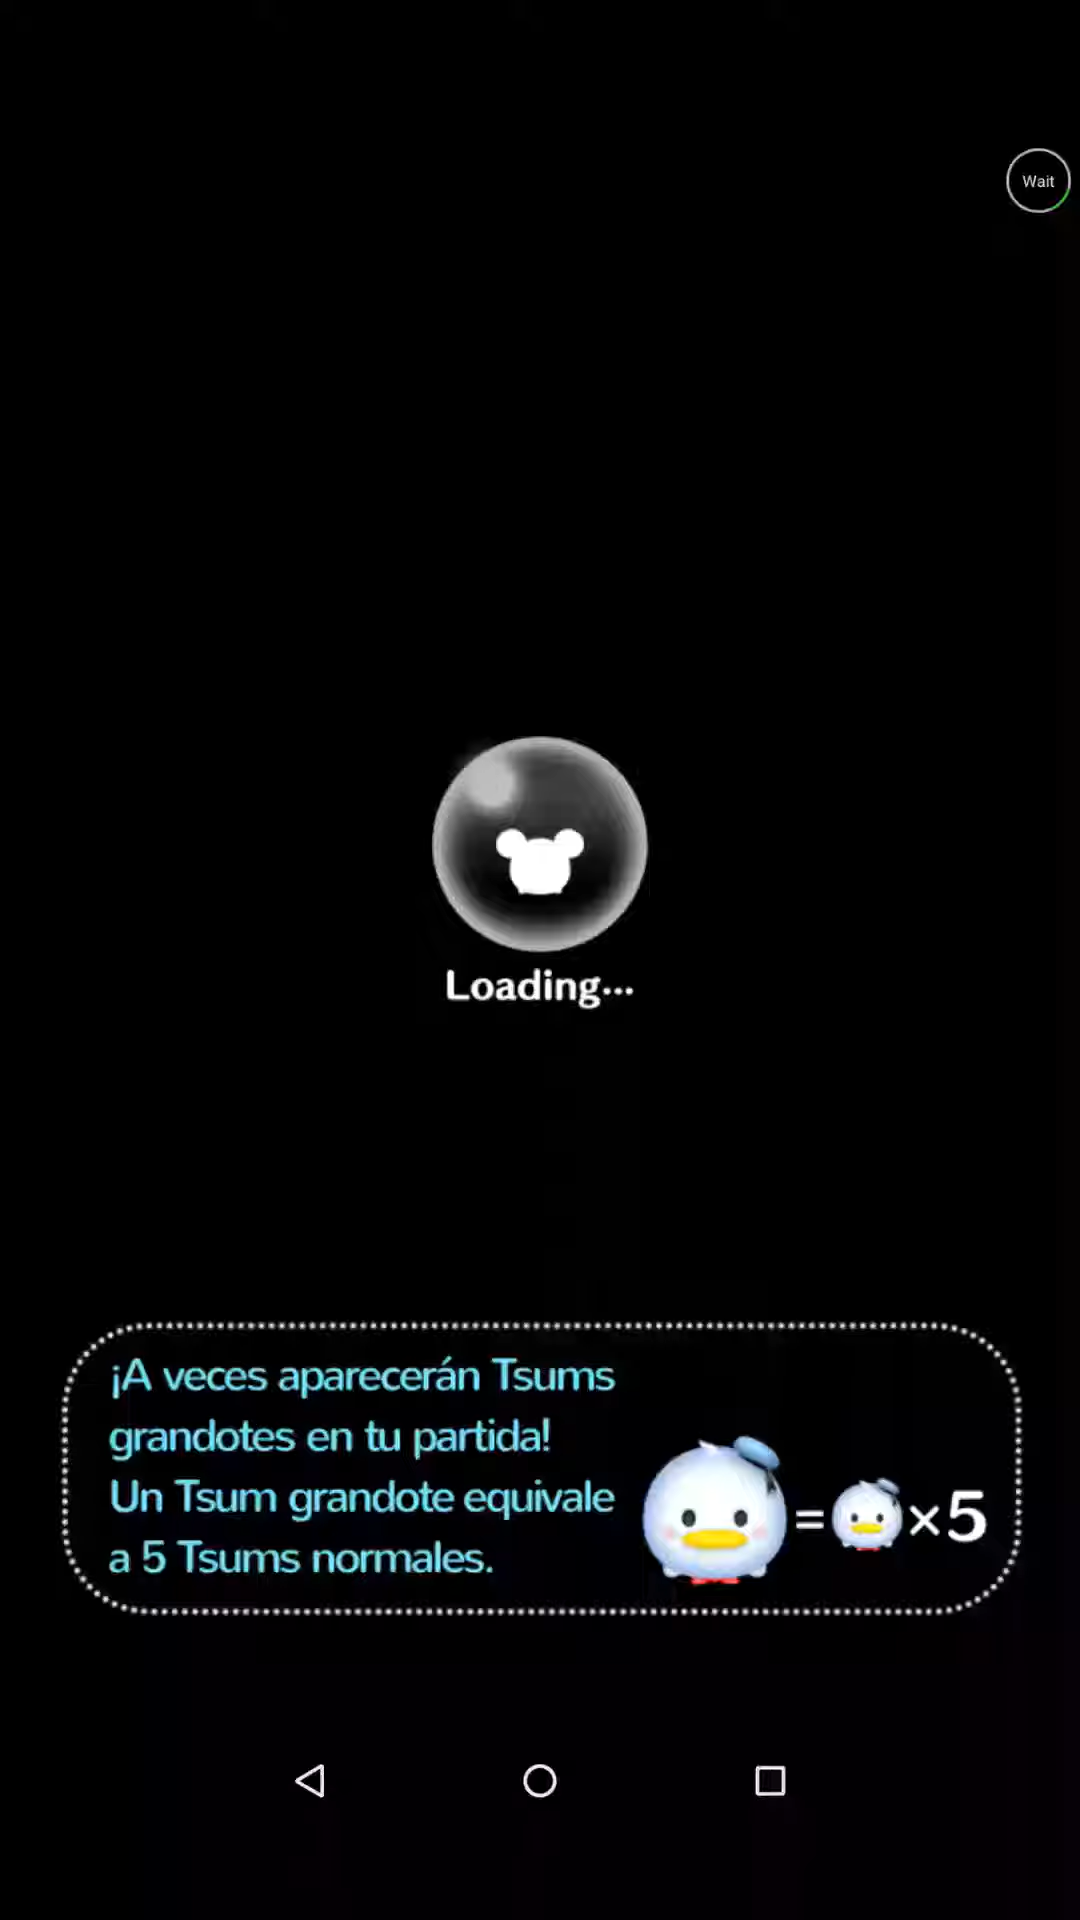 Wait
Loading...
¡A veces aparecerán Tsums
grandotes en tu partida!
Un Tsum grandote equivale
a 5 Tsums normales.
=×5